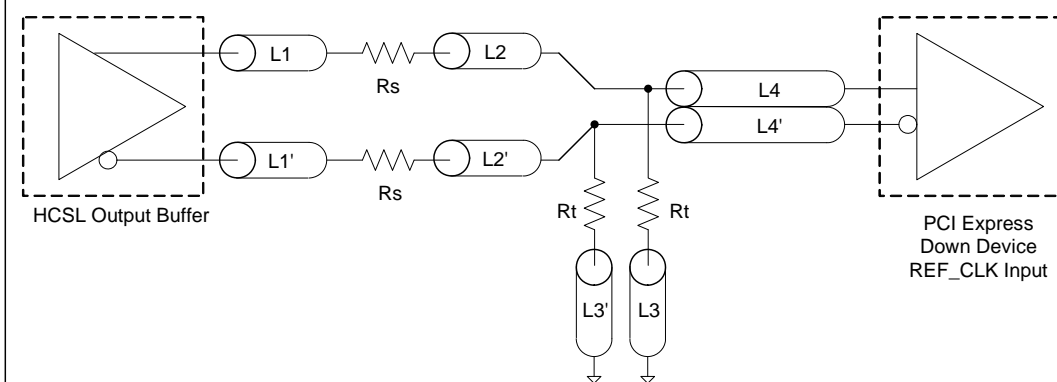 L1
Rs
L2
L4
L4'
L1'
Rs
L2'
HCSL Output Buffer
Rt
Rt
L3'
L3
PCI Express
Down Device
REF_CLK Input